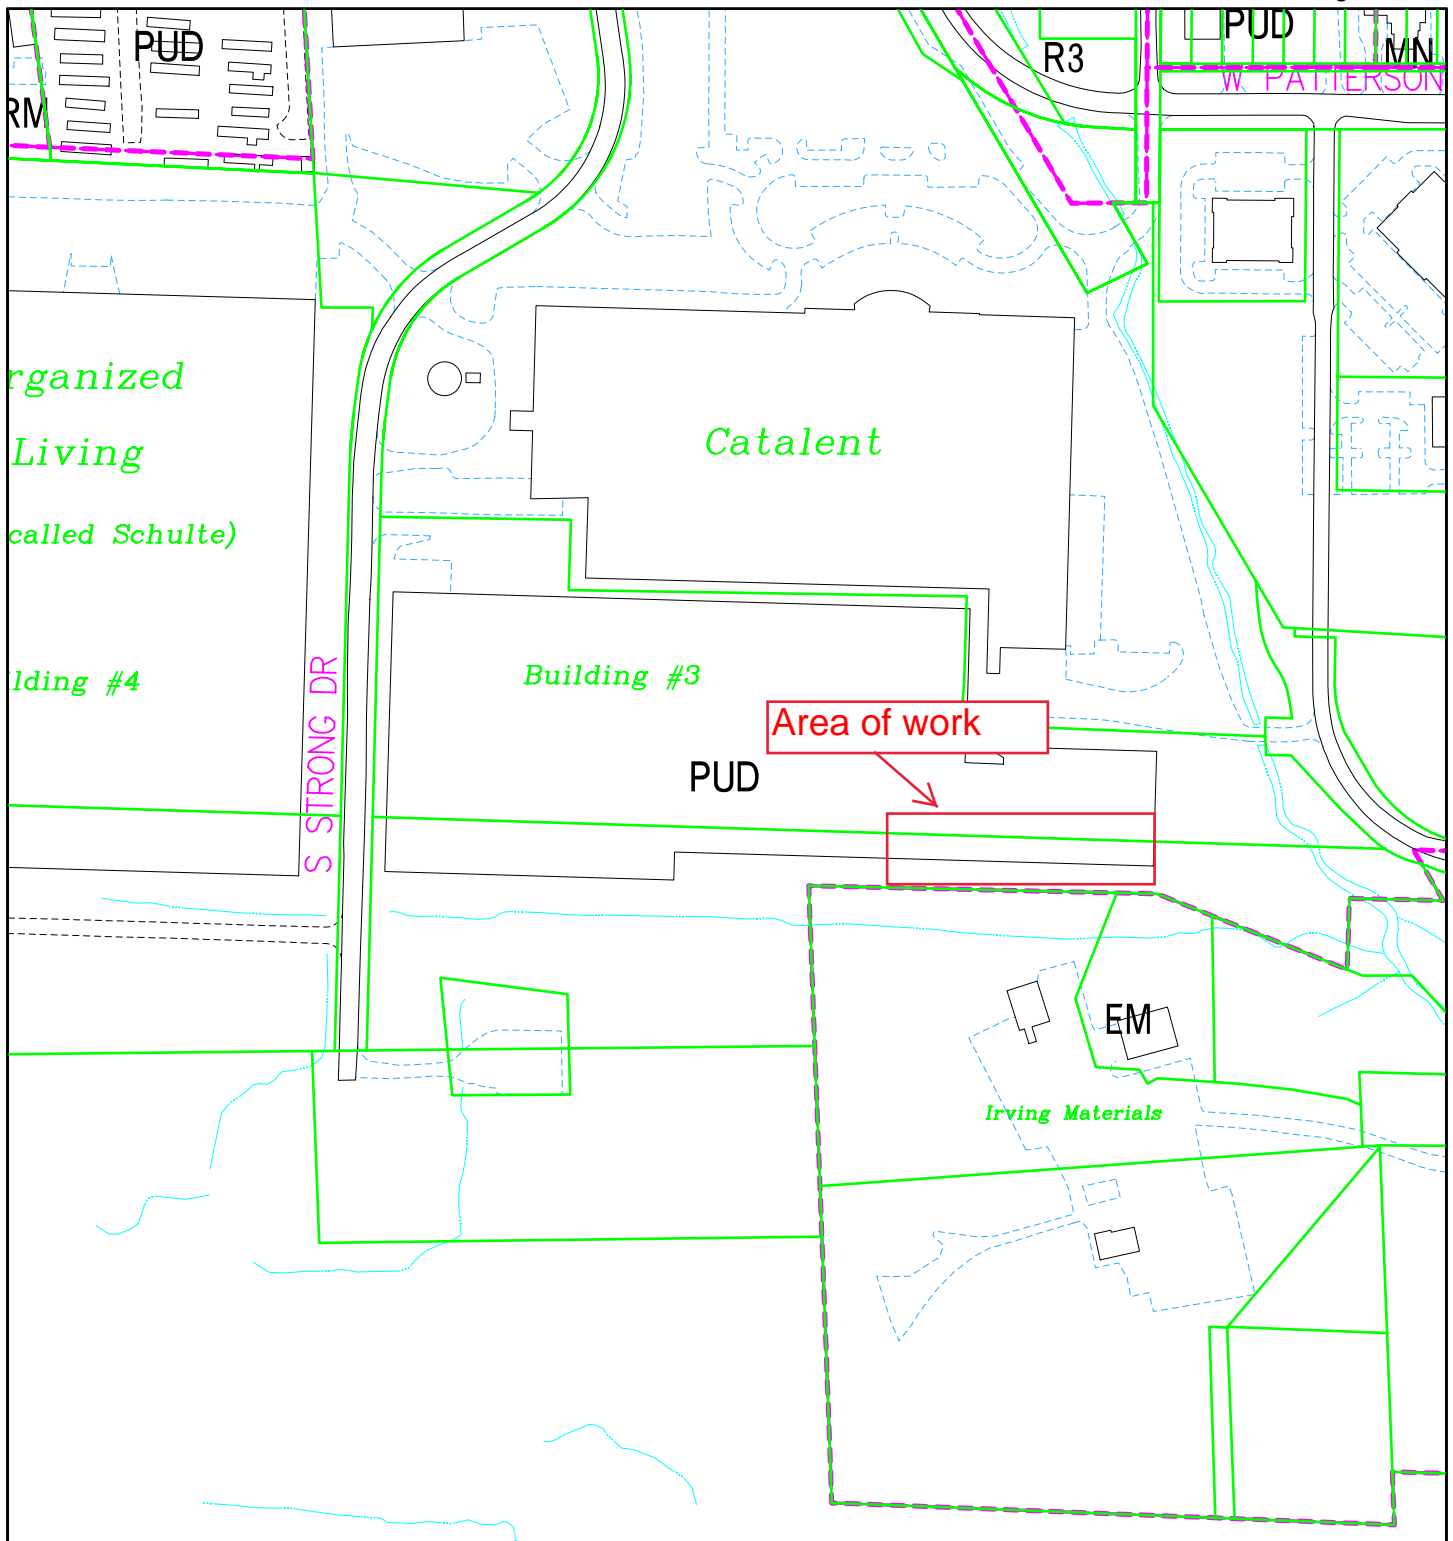 PUD
R3
PUD
MN
W PATTERSON
RM
rganized
Living
called Schulte)
Catalent
lding #4
S STRONG DR
Building #3
Area of work
PUD
EM
Irving Materials